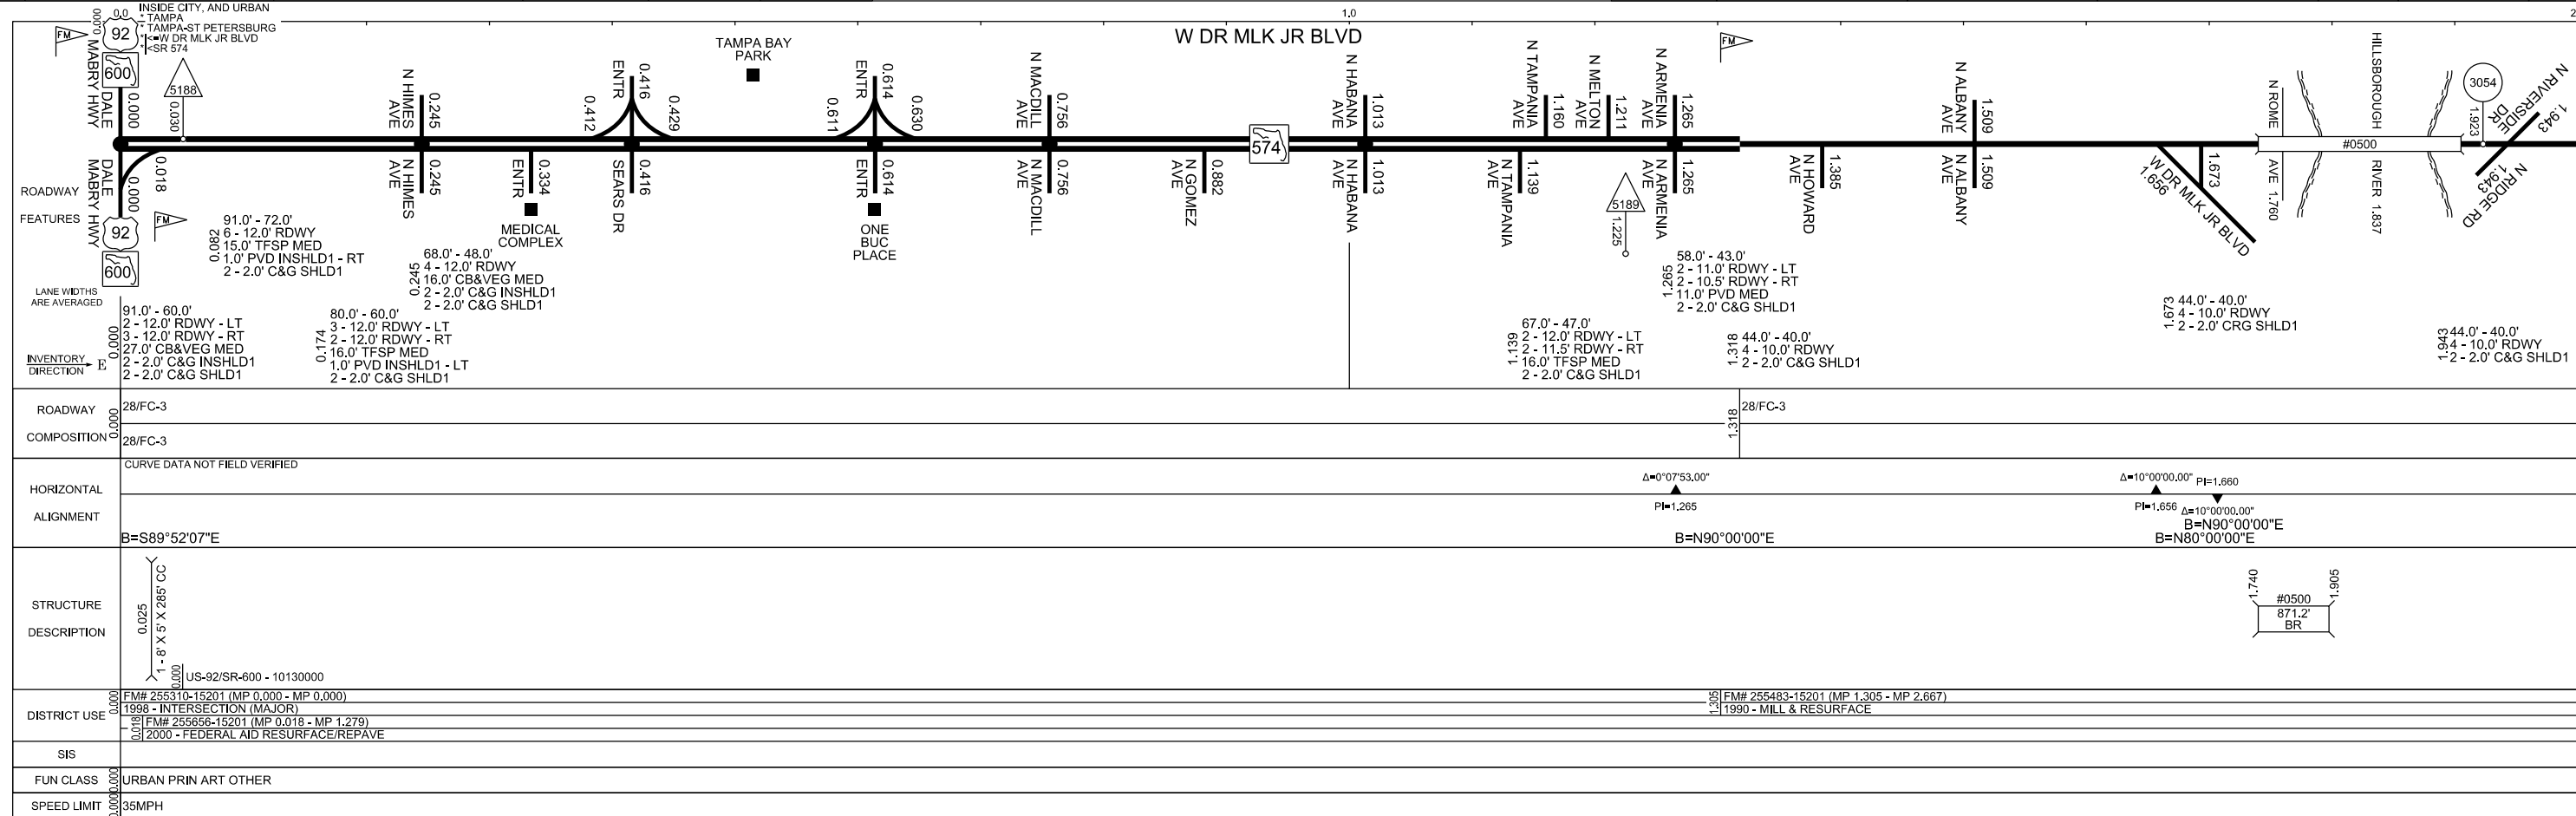 INSIDE CITY, AND URBAN
* TAMPA
* TAMPA-ST PETERSBURG
*<=W DR MLK JR BLVD
*<SR 574
0.0
1.0
2
W DR MLK JR BLVD
FM
0.000
92
600
DALE
MABRY HWY
0.000
5188
0.030
N HIMES
AVE
0.245
ENTR
0.416
0.412
0.429
TAMPA BAY
PARK
ENTR
0.614
0.611
0.630
N MACDILL
AVE
0.756
N HABANA
AVE
1.013
N TAMPANIA
AVE
1.160
N MELTON
AVE
1.211
N ARMENIA
AVE
1.265
FM
N ALBANY
AVE
1.509
N ROME
HILLSBOROUGH
3054
1.923
N RIVERSIDE
DR
1.943
574
#0500
ROADWAY
FEATURES
DALE
MABRY HWY
0.000
0.018
92
600
FM
N HIMES
AVE
0.245
ENTR
0.334
MEDICAL
COMPLEX
SEARS DR
0.416
ENTR
0.614
ONE
BUC
PLACE
N MACDILL
AVE
0.756
N GOMEZ
AVE
0.882
N HABANA
AVE
1.013
N TAMPANIA
AVE
1.139
5189
1.225
N ARMENIA
AVE
1.265
N HOWARD
AVE
1.385
N ALBANY
AVE
1.509
W DR MLK JR BLVD
1.656
1.673
AVE 1.760
RIVER 1.837
N RIDGE RD
1.943
LANE WIDTHS
ARE AVERAGED
INVENTORY
DIRECTION
E
0.000
91.0' - 60.0'
2 - 12.0' RDWY - LT
3 - 12.0' RDWY - RT
27.0' CB&VEG MED
2 - 2.0' C&G INSHLD1
2 - 2.0' C&G SHLD1
0.082
91.0' - 72.0'
6 - 12.0' RDWY
15.0' TFSP MED
1.0' PVD INSHLD1 - RT
2 - 2.0' C&G SHLD1
0.174
80.0' - 60.0'
3 - 12.0' RDWY - LT
2 - 12.0' RDWY - RT
16.0' TFSP MED
1.0' PVD INSHLD1 - LT
2 - 2.0' C&G SHLD1
0.245
68.0' - 48.0'
4 - 12.0' RDWY
16.0' CB&VEG MED
2 - 2.0' C&G INSHLD1
2 - 2.0' C&G SHLD1
1.139
67.0' - 47.0'
2 - 12.0' RDWY - LT
2 - 11.5' RDWY - RT
16.0' TFSP MED
2 - 2.0' C&G SHLD1
1.265
58.0' - 43.0'
2 - 11.0' RDWY - LT
2 - 10.5' RDWY - RT
11.0' PVD MED
2 - 2.0' C&G SHLD1
1.318
44.0' - 40.0'
4 - 10.0' RDWY
2 - 2.0' C&G SHLD1
1.673
44.0' - 40.0'
4 - 10.0' RDWY
2 - 2.0' CRG SHLD1
1.943
44.0' - 40.0'
4 - 10.0' RDWY
2 - 2.0' C&G SHLD1
ROADWAY
COMPOSITION
0.000
28/FC-3
28/FC-3
1.318
28/FC-3
HORIZONTAL
ALIGNMENT
CURVE DATA NOT FIELD VERIFIED
B=S89°52'07"E
Δ=0°07'53.00"
PI=1.265
B=N90°00'00"E
Δ=10°00'00.00"
PI=1.656
B=N80°00'00"E
PI=1.660
Δ=10°00'00.00"
B=N90°00'00"E
STRUCTURE
DESCRIPTION
0.025
1 - 8' X 5' X 285' CC
0.000
US-92/SR-600 - 10130000
1.740
1.905
#0500
871.2'
BR
DISTRICT USE
0.000
FM# 255310-15201 (MP 0.000 - MP 0.000)
1998 - INTERSECTION (MAJOR)
0.018
FM# 255656-15201 (MP 0.018 - MP 1.279)
2000 - FEDERAL AID RESURFACE/REPAVE
1.305
FM# 255483-15201 (MP 1.305 - MP 2.667)
1990 - MILL & RESURFACE
SIS
FUN CLASS
0.000
URBAN PRIN ART OTHER
SPEED LIMIT
0.000
35MPH